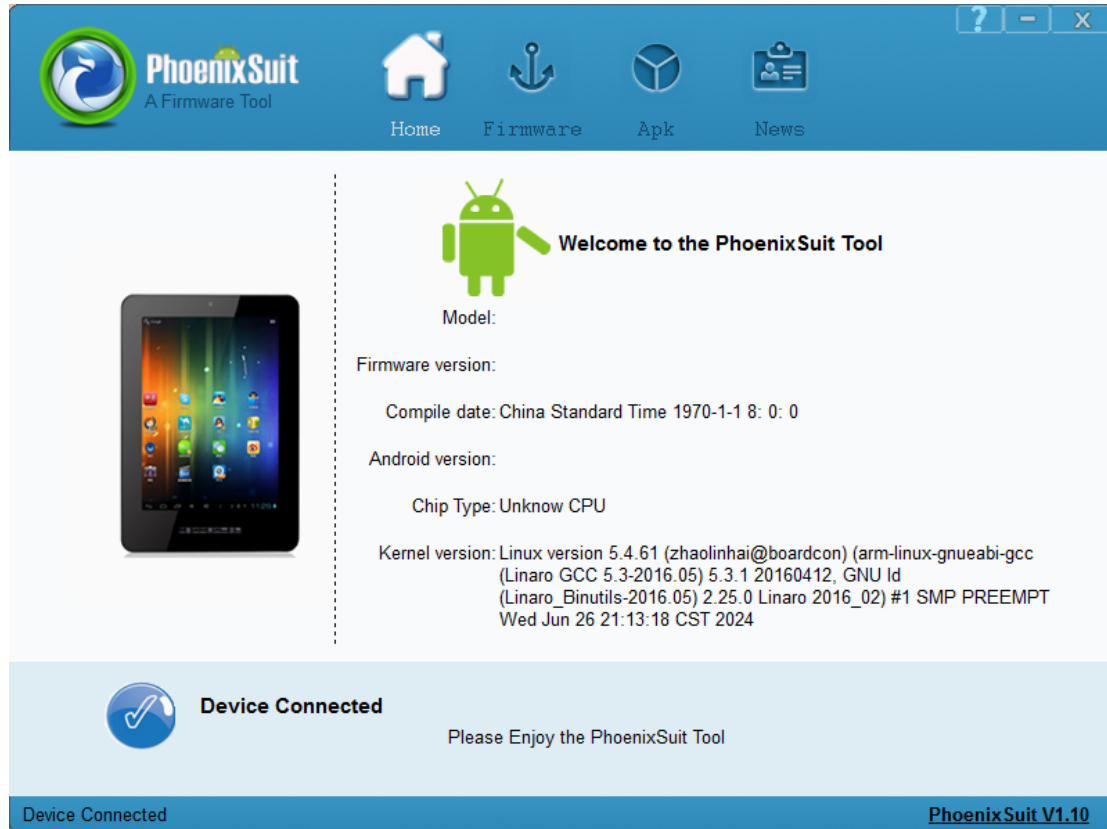 ? – X
PhoenixSuit
A Firmware Tool
Home Firmware Apk News
Welcome to the PhoenixSuit Tool
Model:
Firmware version:
Compile date: China Standard Time 1970-1-1 8: 0: 0
Android version:
Chip Type: Unknow CPU
Kernel version: Linux version 5.4.61 (zhaolinhai@boardcon) (arm-linux-gnueabi-gcc
(Linaro GCC 5.3-2016.05) 5.3.1 20160412, GNU ld
(Linaro_Binutils-2016.05) 2.25.0 Linaro 2016_02) #1 SMP PREEMPT
Wed Jun 26 21:13:18 CST 2024
Device Connected
Please Enjoy the PhoenixSuit Tool
Device Connected
PhoenixSuit V1.10